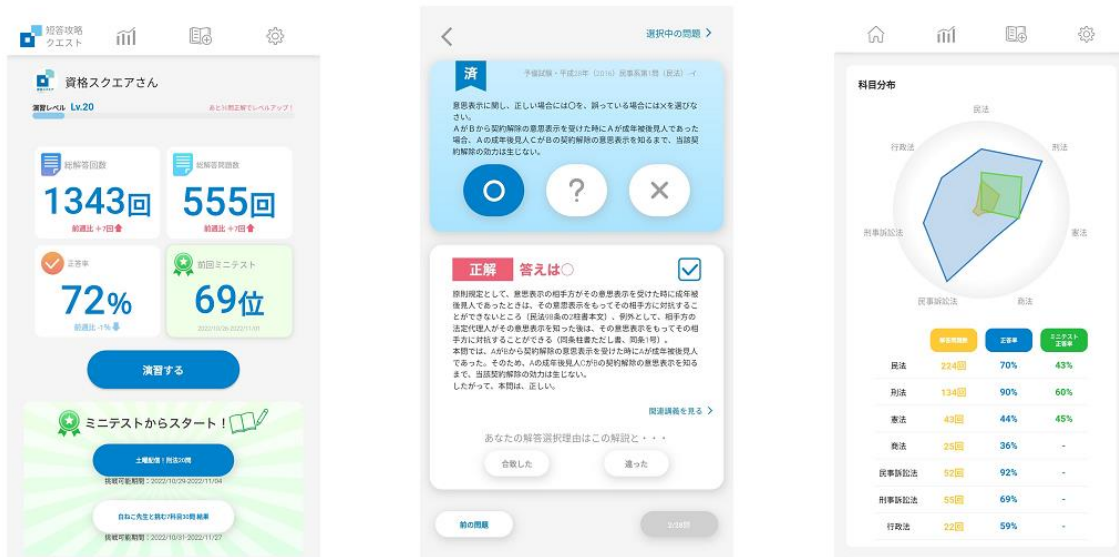 短答攻略
クエスト
資格スクエアさん
演習レベル Lv.20
あと36問正解でレベルアップ!
総解答回数
1343回
前週比 +7回
総解答問題数
555回
前週比 +7回
正答率
72%
前週比 -1%
前回ミニテスト
69位
2022/10/26-2022/11/01
演習する
ミニテストからスタート!
土曜配信!刑法20問
挑戦可能期間:2022/10/29-2022/11/04
白ねこ先生と挑む7科目30問 結果
挑戦可能期間:2022/10/31-2022/11/27
選択中の問題
済
予備試験・平成28年(2016)民事系第1問(民法)-イ
意思表示に関し、正しい場合には〇を、誤っている場合には×を選びな
さい。
AがBから契約解除の意思表示を受けた時にAが成年被後見人であった
場合、Aの成年後見人CがBの契約解除の意思表示を知るまで、当該契
約解除の効力は生じない。
?
正解
答えは〇
原則規定として、意思表示の相手方がその意思表示を受けた時に成年被
後見人であったときは、その意思表示をもってその相手方に対抗するこ
とができないところ(民法98条の2柱書本文)、例外として、相手方の
法定代理人がその意思表示を知った後は、その意思表示をもってその相
手方に対抗することができる(同条柱書ただし書、同条1号)。
本問では、AがBから契約解除の意思表示を受けた時にAが成年被後見人
であった。そのため、Aの成年後見人CがBの契約解除の意思表示を知る
まで、当該契約解除の効力は生じない。
したがって、本問は、正しい。
関連講義を見る
あなたの解答選択理由はこの解説と・・・
合致した
違った
前の問題
科目分布
民法
刑法
憲法
商法
民事訴訟法
刑事訴訟法
行政法
解答問題数
正答率
ミニテスト
正答率
民法 224回 70% 43%
刑法 134回 90% 60%
憲法 43回 44% 45%
商法 25回 36% -
民事訴訟法 52回 92% -
刑事訴訟法 55回 69% -
行政法 22回 59% -